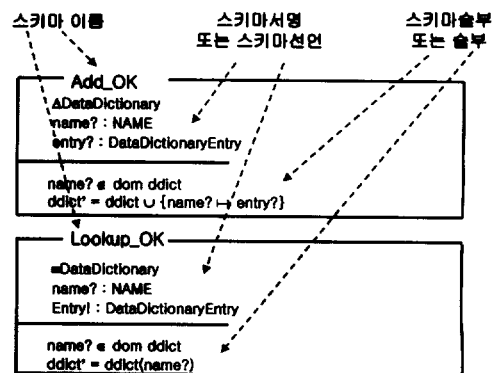 스키마 이름
스키마서명
또는 스키마선언
스키마술부
또는 술부
Add_OK
ΔDataDictionary
name? : NAME
entry? : DataDictionaryEntry
name? ∉ dom ddict
ddict' = ddict ∪ {name? ↦ entry?}
Lookup_OK
≡DataDictionary
name? : NAME
Entry! : DataDictionaryEntry
name? ∈ dom ddict
ddict' = ddict(name?)